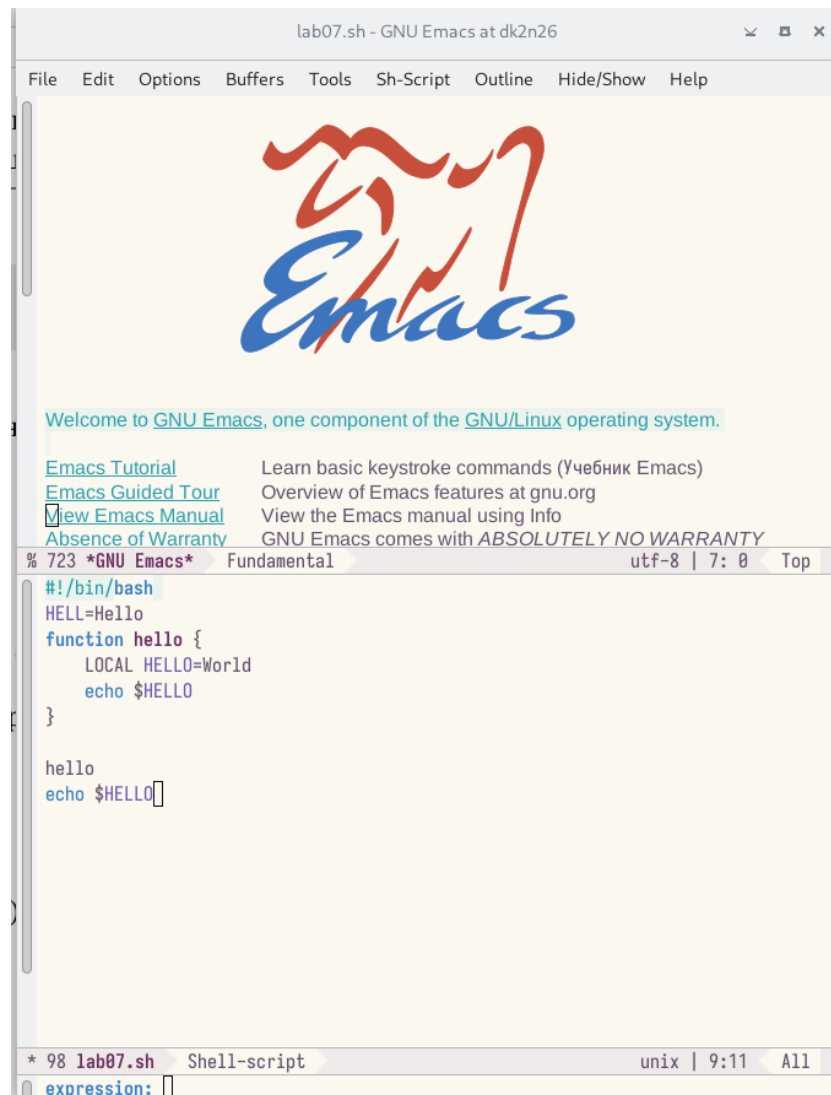 lab07.sh - GNU Emacs at dk2n26
File Edit Options Buffers Tools Sh-Script Outline Hide/Show Help
Emacs
Welcome to GNU Emacs, one component of the GNU/Linux operating system.
Emacs Tutorial Learn basic keystroke commands (Учебник Emacs)
Emacs Guided Tour Overview of Emacs features at gnu.org
View Emacs Manual View the Emacs manual using Info
Absence of Warranty GNU Emacs comes with ABSOLUTELY NO WARRANTY
% 723 *GNU Emacs* Fundamental utf-8 | 7: 0 Top
#!/bin/bash
HELL=Hello
function hello {
LOCAL HELLO=World
echo $HELLO
}
hello
echo $HELLO
* 98 lab07.sh Shell-script unix | 9:11 All
expression: